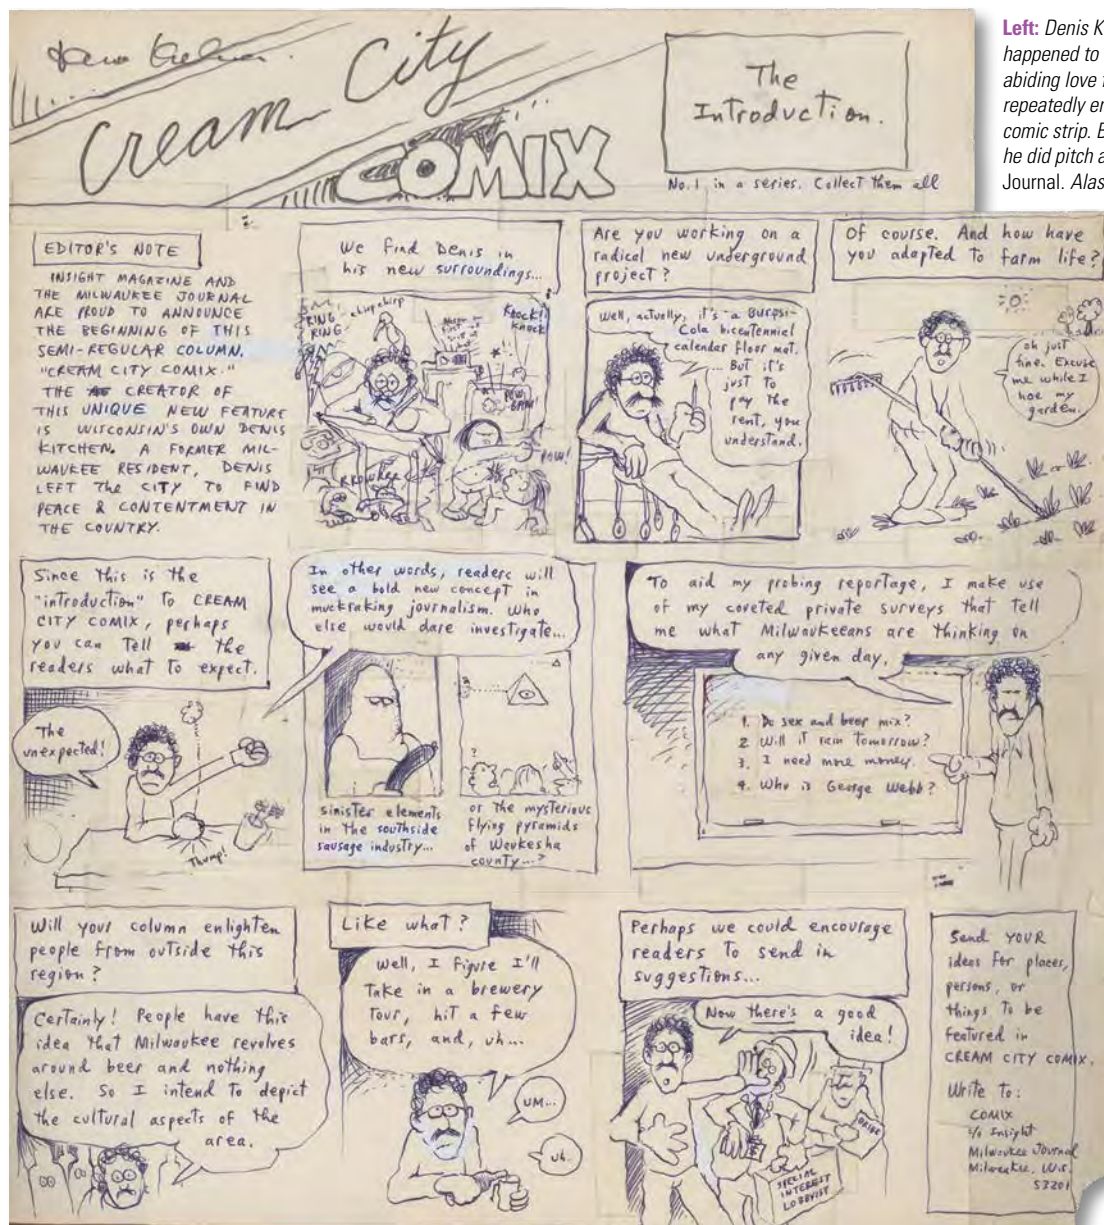 Left: Denis K
happened to
abiding love
repeatedly
comic strip.
he did pitch
Journal. Alas
Cream City
COMIX
The
Introduction.
No. 1 in a series. Collect them all
EDITOR'S NOTE
INSIGHT MAGAZINE AND
THE MILWAUKEE JOURNAL
ARE PROUD TO ANNOUNCE
THE BEGINNING OF THIS
SEMI-REGULAR COLUMN,
"CREAM CITY COMIX."
THE CREATOR OF
THIS UNIQUE NEW FEATURE
IS WISCONSIN'S OWN DENIS
KITCHEN. A FORMER MIL-
WAUKEE RESIDENT, DENIS
LEFT THE CITY TO FIND
PEACE & CONTENTMENT IN
THE COUNTRY.
We find Denis in
his new surroundings...
RING!
RING-
chirp chirp
KNOCK!
KNOCK
POW
BAM!
POW!
Are you working on a
radical new underground
project?
Well, actually, it's a Burpsi-
Cola bicentennial
calendar floor mat.
... But it's
just to
pay the
rent, you
understand.
Of course. And how have
you adapted to farm life?
oh just
fine. Excuse
me while I
hoe my
garden.
Since this is the
"introduction" to CREAM
CITY COMIX, perhaps
you can tell the
readers what to expect.
The
unexpected!
Thump!
In other words, readers will
see a bold new concept in
muckraking journalism. Who
else would dare investigate...
sinister elements
in the southside
sausage industry...
?
or the mysterious
flying pyramids
of Waukesha
county...?
To aid my probing reportage, I make use
of my coveted private surveys that tell
me what Milwaukeeans are thinking on
any given day.
1. Do sex and beer mix?
2. Will it rain tomorrow?
3. I need more money.
4. Who is George Webb?
Will your column enlighten
people from outside this
region?
Certainly! People have this
idea that Milwaukee revolves
around beer and nothing
else. So I intend to depict
the cultural aspects of the
area.
Like what?
Well, I figure I'll
take in a brewery
tour, hit a few
bars, and, uh...
UM...
Uh.
Perhaps we could encourage
readers to send in
suggestions...
Now there's a good
idea!
BRIBE
SPECIAL
INTEREST
LOBBYIST
Send YOUR
ideas for places,
persons, or
things to be
featured in
CREAM CITY COMIX.
Write to:
COMIX
c/o Insight
Milwaukee Journal
Milwaukee, Wis.
53201